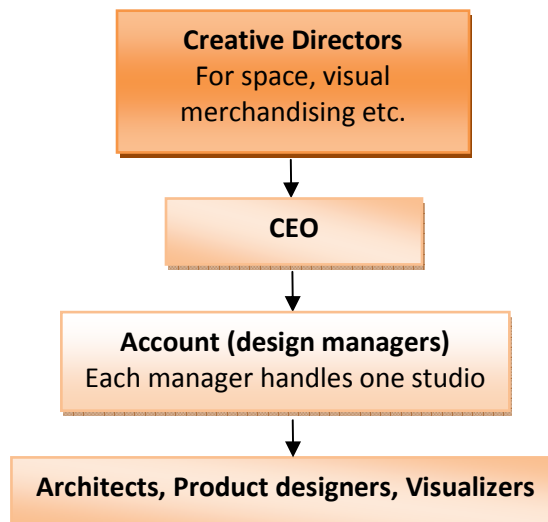 Creative Directors
For space, visual
merchandising etc.
CEO
Account (design managers)
Each manager handles one studio
Architects, Product designers, Visualizers